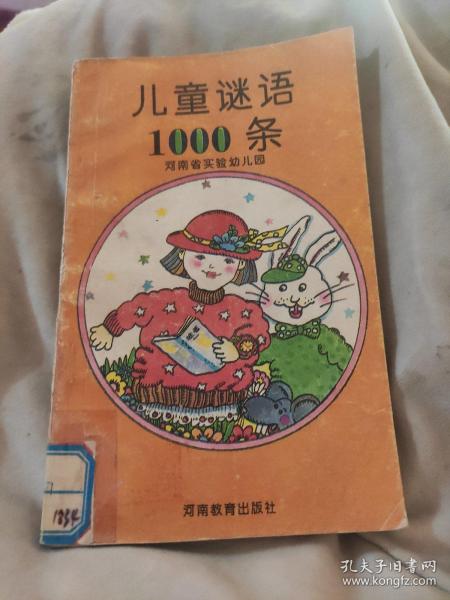 儿童谜语
1000条
河南省实验幼儿园
河南教育出版社
1854
孔夫子旧书网
www.kongfz.com